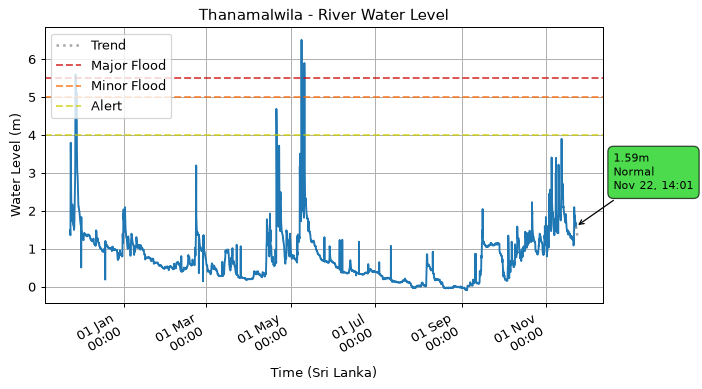 Thanamalwila - River Water Level
Trend
Major Flood
Minor Flood
Alert
Water Level (m)
6
5
4
3
2
1
0
1.59m
Normal
Nov 22, 14:01
01 Jan
00:00
01 Mar
00:00
01 May
00:00
01 Jul
00:00
01 Sep
00:00
01 Nov
00:00
Time (Sri Lanka)